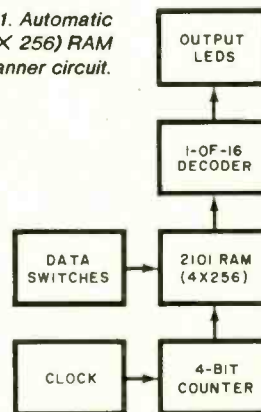 1. Automatic
X 256) RAM
anner circuit.
OUTPUT
LEDS
1-OF-16
DECODER
DATA
SWITCHES
2101 RAM
(4X256)
CLOCK
4-BIT
COUNTER